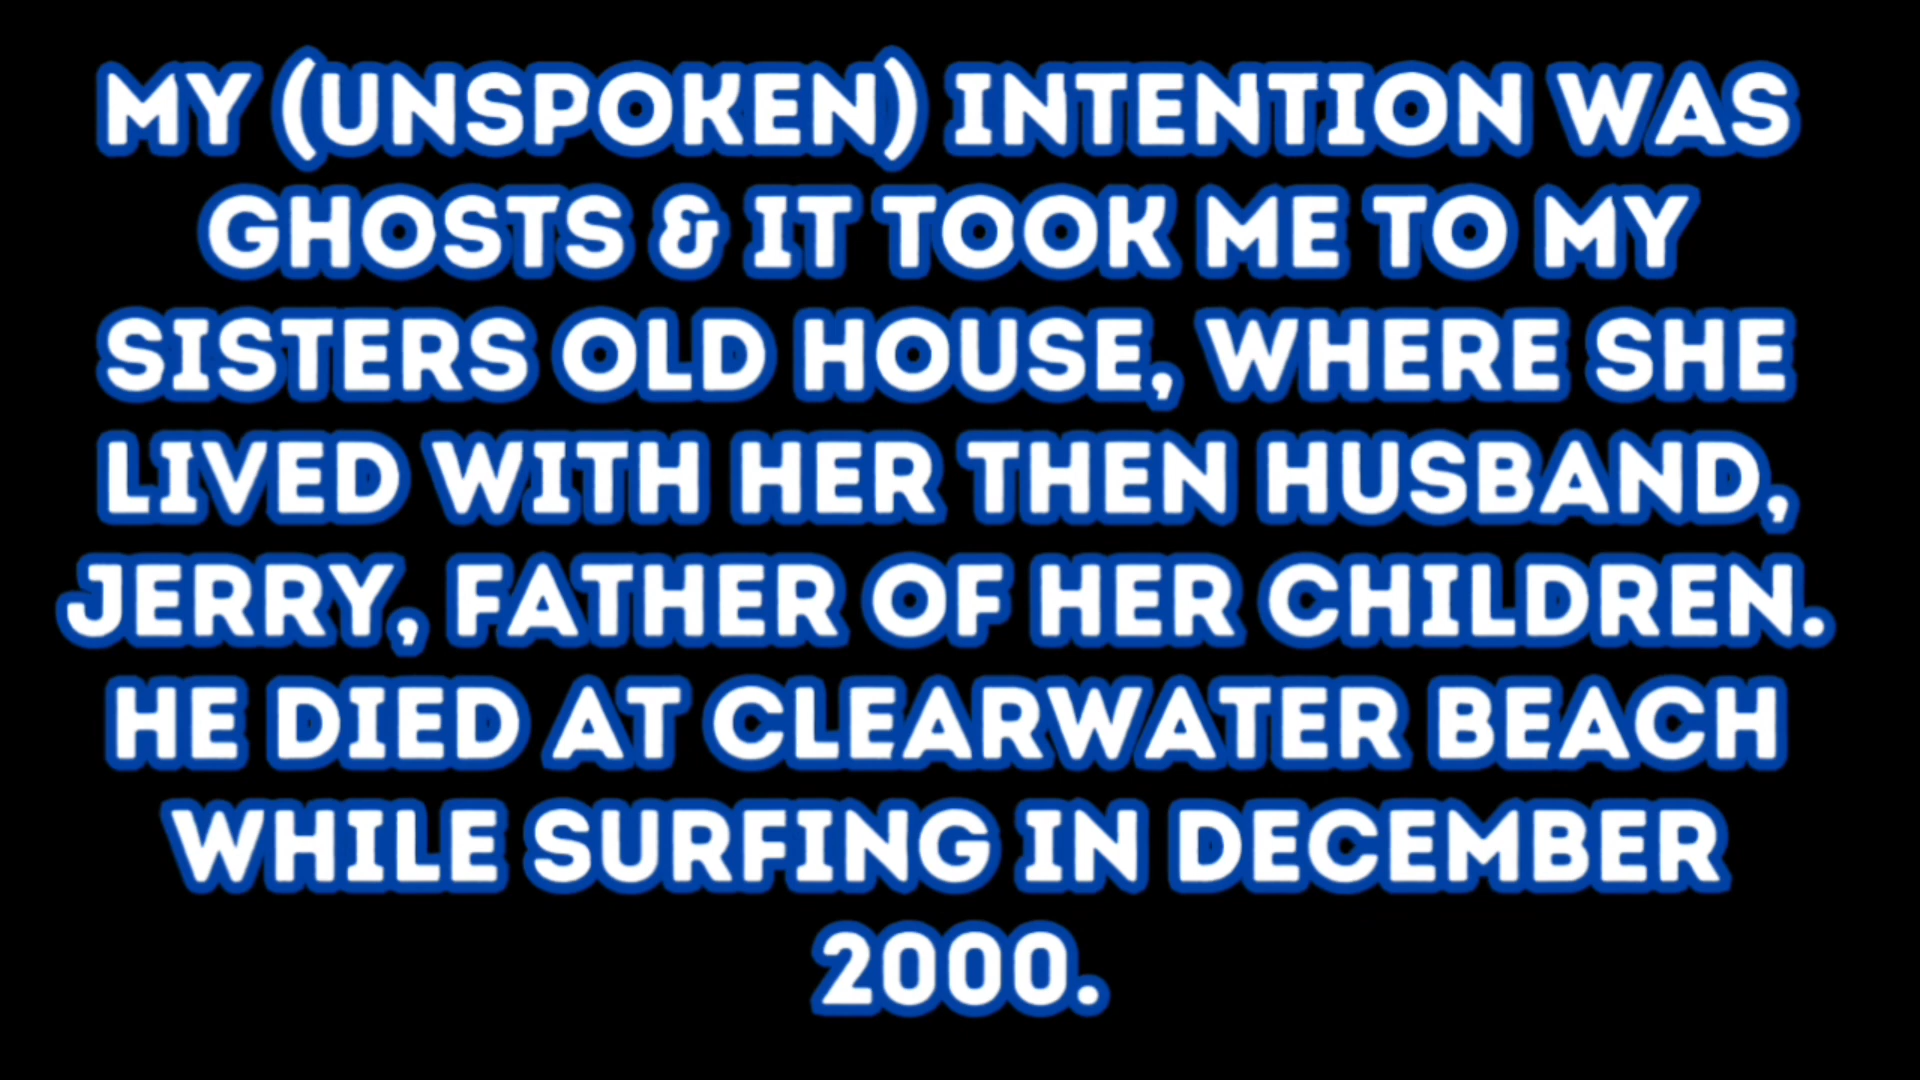 MY (UNSPOKEN) INTENTION WAS
GHOSTS & IT TOOK ME TO MY
SISTERS OLD HOUSE, WHERE SHE
LIVED WITH HER THEN HUSBAND,
JERRY, FATHER OF HER CHILDREN.
HE DIED AT CLEARWATER BEACH
WHILE SURFING IN DECEMBER
2000.